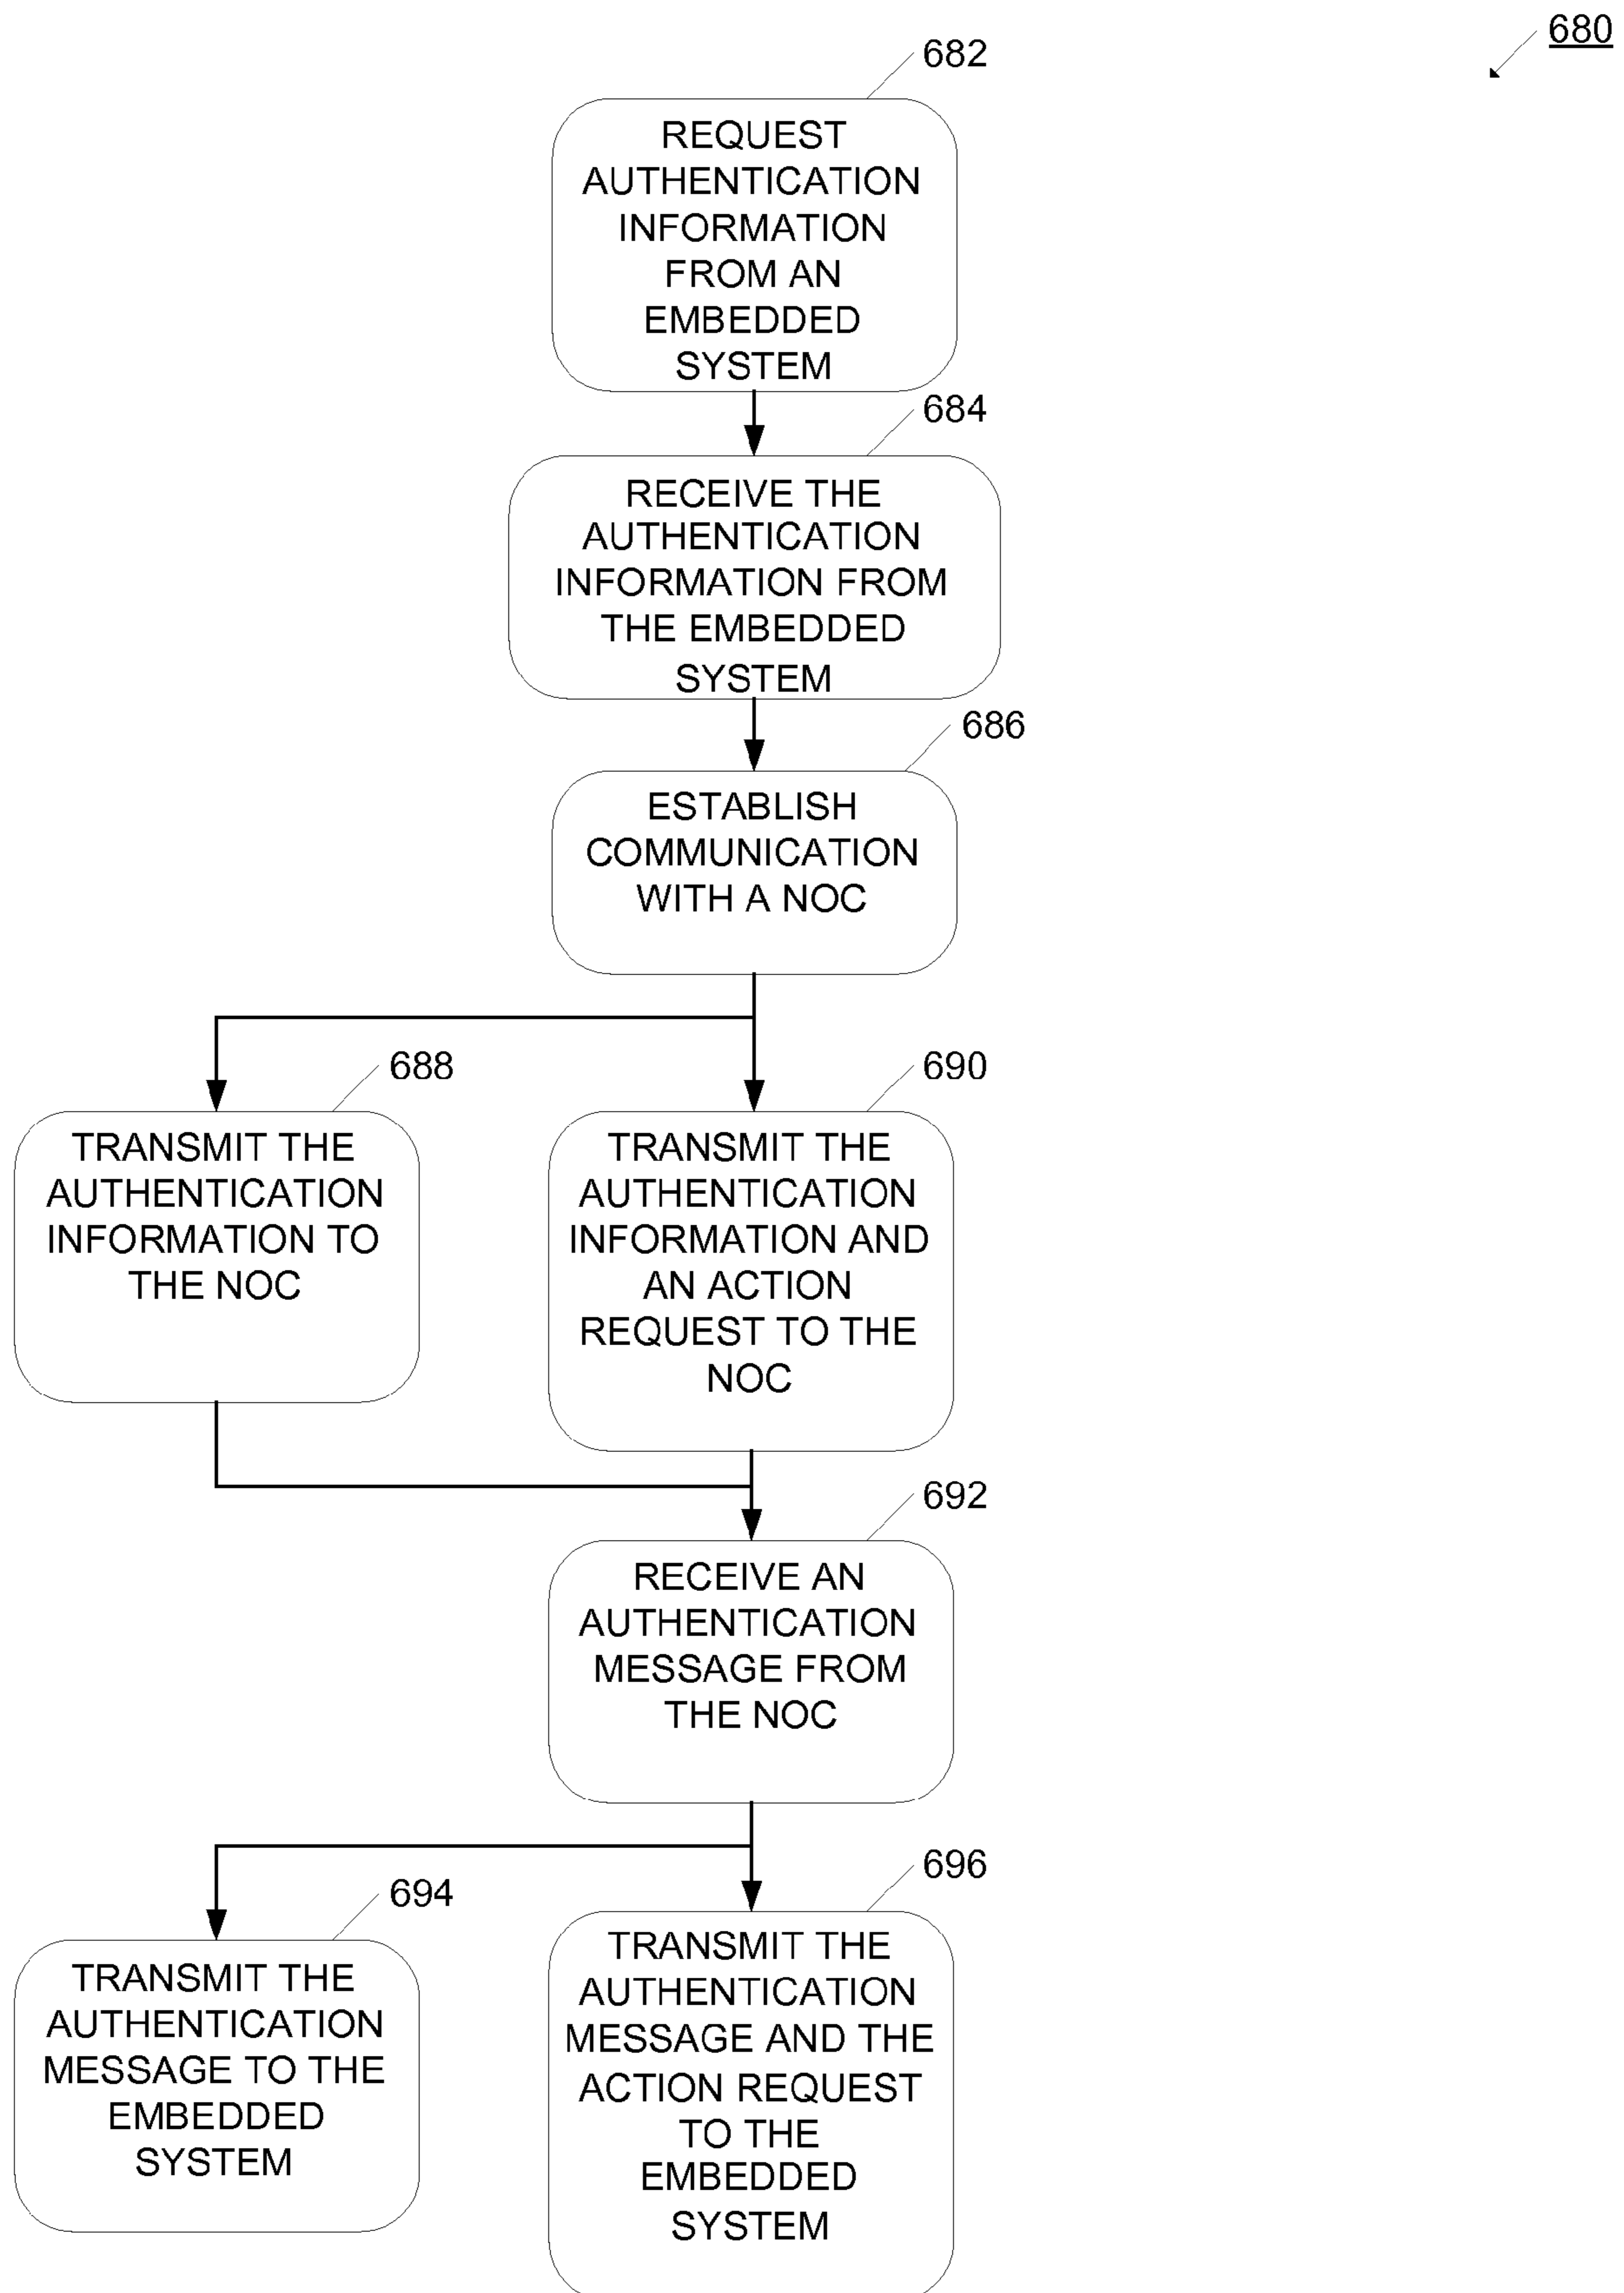 680
682
REQUEST
AUTHENTICATION
INFORMATION
FROM AN
EMBEDDED
SYSTEM
684
RECEIVE THE
AUTHENTICATION
INFORMATION FROM
THE EMBEDDED
SYSTEM
686
ESTABLISH
COMMUNICATION
WITH A NOC
688
TRANSMIT THE
AUTHENTICATION
INFORMATION TO
THE NOC
690
TRANSMIT THE
AUTHENTICATION
INFORMATION AND
AN ACTION
REQUEST TO THE
NOC
692
RECEIVE AN
AUTHENTICATION
MESSAGE FROM
THE NOC
694
TRANSMIT THE
AUTHENTICATION
MESSAGE TO THE
EMBEDDED
SYSTEM
696
TRANSMIT THE
AUTHENTICATION
MESSAGE AND THE
ACTION REQUEST
TO THE
EMBEDDED
SYSTEM